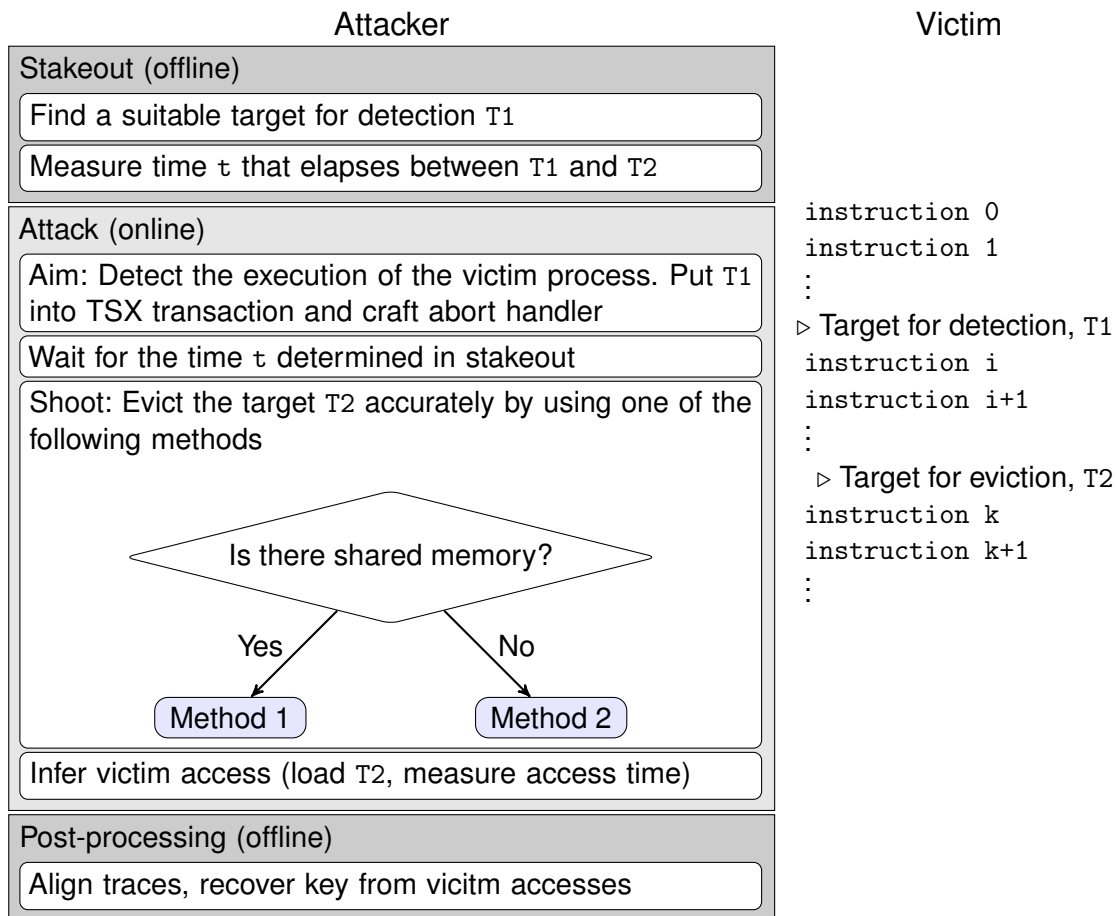 Attacker
Stakeout (offline)
Find a suitable target for detection T1
Measure time t that elapses between T1 and T2
Attack (online)
Aim: Detect the execution of the victim process. Put T1
into TSX transaction and craft abort handler
Wait for the time t determined in stakeout
Shoot: Evict the target T2 accurately by using one of the
following methods
Is there shared memory?
Yes
No
Method 1
Method 2
Infer victim access (load T2, measure access time)
Post-processing (offline)
Align traces, recover key from vicitm accesses
Victim
instruction 0
instruction 1
⋮
▷ Target for detection, T1
instruction i
instruction i+1
⋮
▷ Target for eviction, T2
instruction k
instruction k+1
⋮